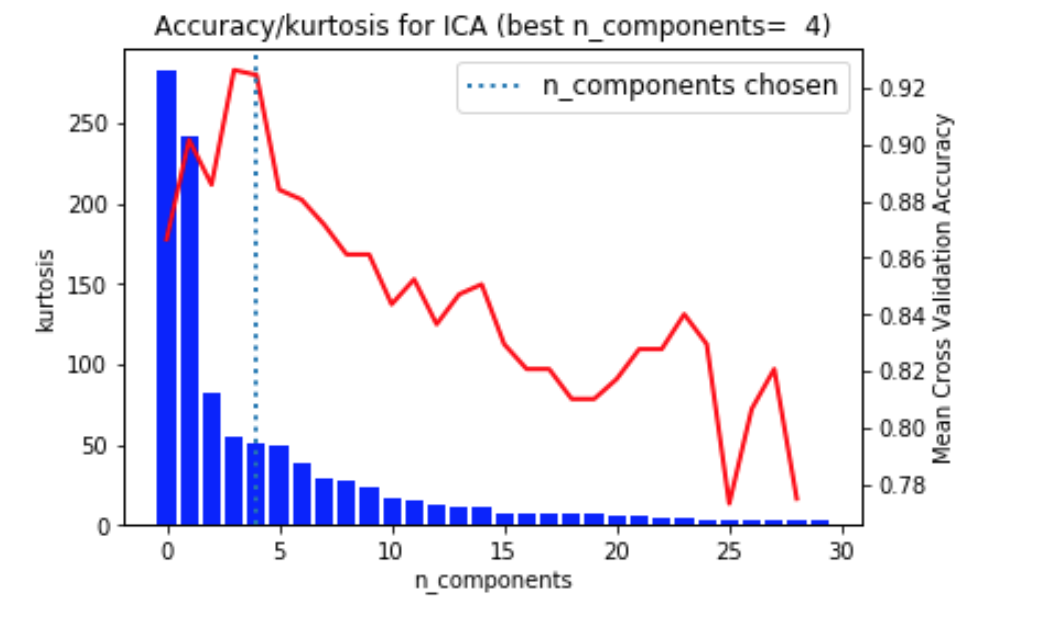 Accuracy/kurtosis for ICA (best n_components=  4)
n_components chosen
kurtosis
250
200
150
100
50
0
0.92
0.90
0.88
0.86
0.84
0.82
0.80
0.78
Mean Cross Validation Accuracy
0 5 10 15 20 25 30
n_components